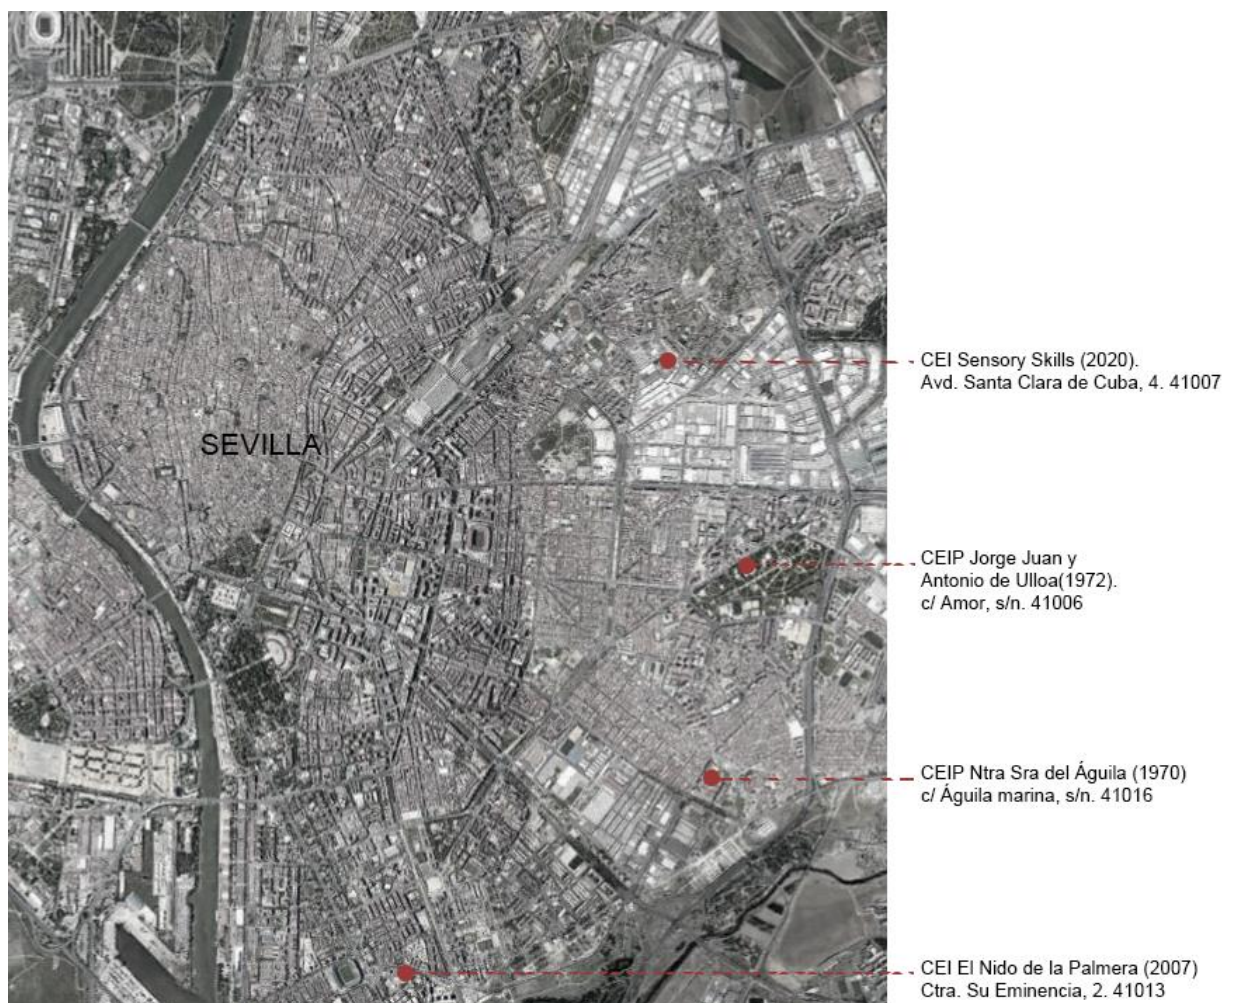 SEVILLA
CEI Sensory Skills (2020).
Avd. Santa Clara de Cuba, 4. 41007
CEIP Jorge Juan y
Antonio de Ulloa(1972).
c/ Amor, s/n. 41006
CEIP Ntra Sra del Águila (1970)
c/ Águila marina, s/n. 41016
CEI El Nido de la Palmera (2007)
Ctra. Su Eminencia, 2. 41013